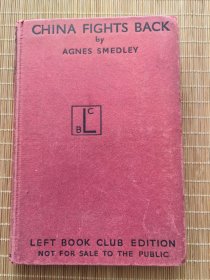 CHINA FIGHTS BACK
by
AGNES SMEDLEY
L
B C
LEFT BOOK CLUB EDITION
NOT FOR SALE TO THE PUBLIC